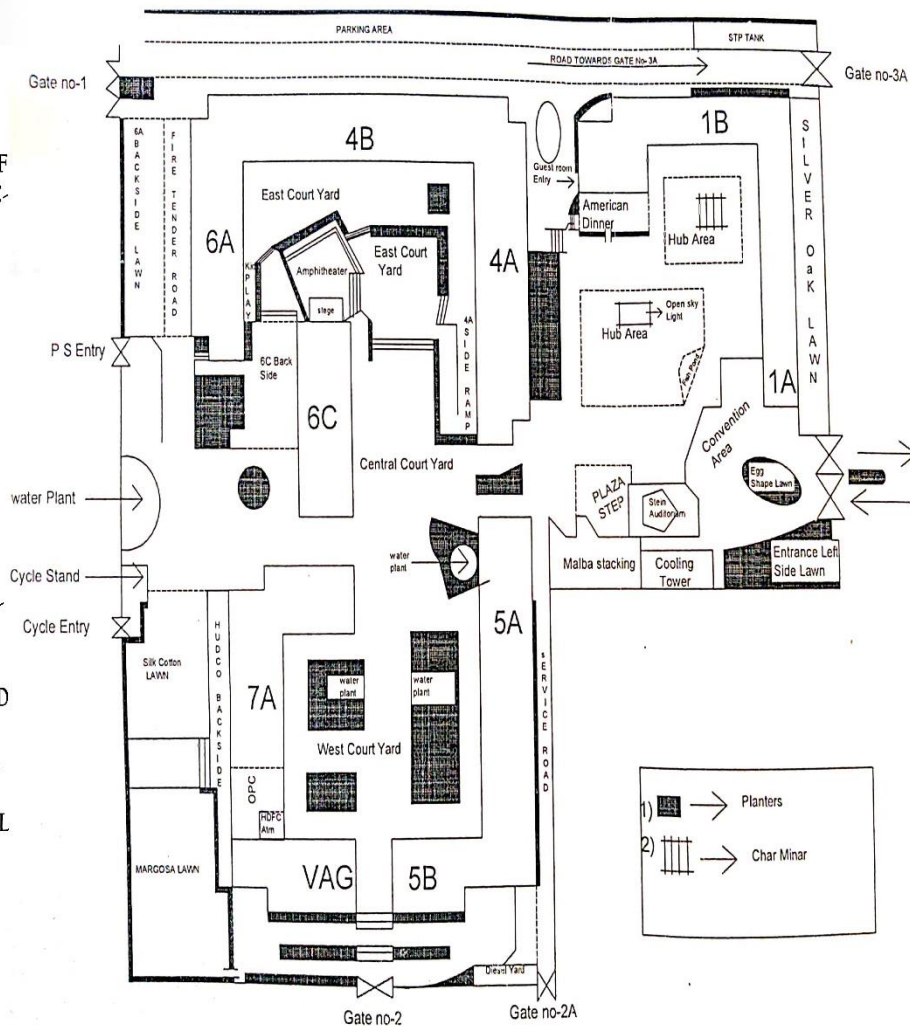 PARKING AREA
STP TANK
ROAD TOWARDS GATE No-3A
Gate no-1
Gate no-3A
6A BACKSIDE LAWN
FIRE TENDER ROAD
4B
1B
SILVER OaK LAWN
F
East Court Yard
Guest room
Entry
American
Dinner
Hub Area
6A
East Court
Yard
4A
Amphitheater
PLAY
stage
Open sky
Light
Hub Area
Fish Pond
4A SIDE RAMP
P S Entry
6C Back
Side
6C
1A
Convention
Area
Central Court Yard
water Plant
PLAZA
STEP
Stein
Auditorium
Egg
Shape Lawn
water
plant
Malba stacking
Cooling
Tower
Entrance Left
Side Lawn
Cycle Stand
Cycle Entry
HUDCO BACKSIDE
5A
SERVICE ROAD
Silk Cotton
LAWN
7A
water
plant
water
plant
D
West Court Yard
OPC
HDFC
Atm
L
1)
Planters
2)
Char Minar
MARGOSA LAWN
VAG
5B
Diesel Yard
Gate no-2
Gate no-2A